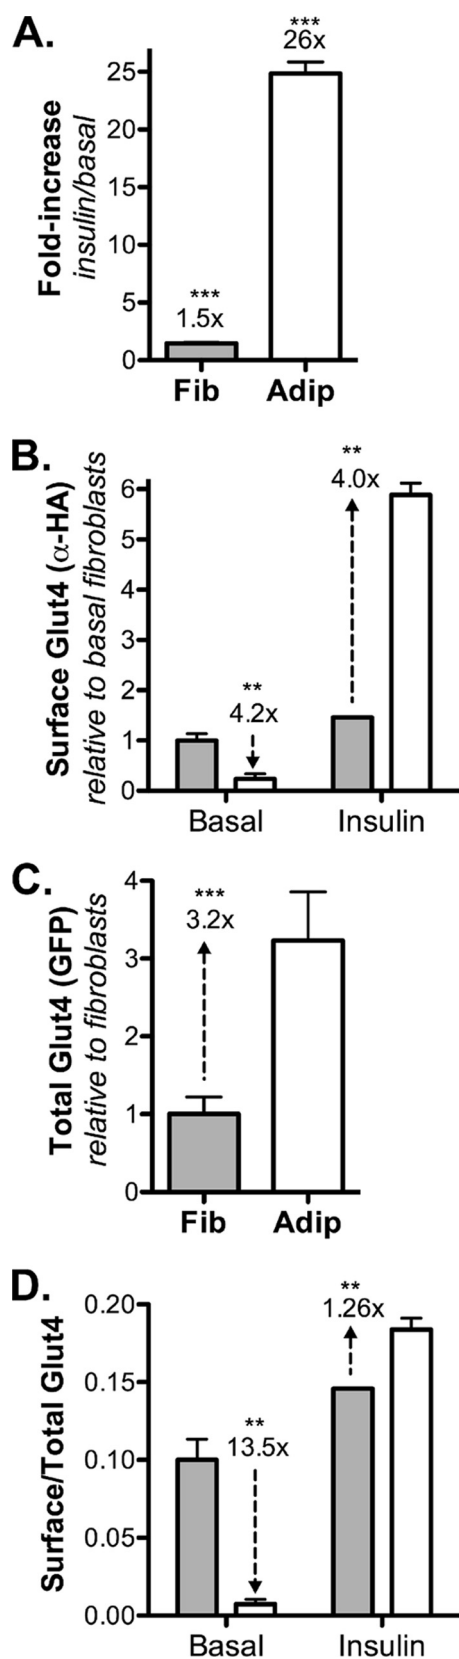 A.
Fold-increase
insulin/basal
25
20
15
10
5
0
***
26x
***
1.5x
Fib
Adip
B.
Surface Glut4 (α-HA)
relative to basal fibroblasts
6
5
4
3
2
1
0
**
4.0x
**
4.2x
Basal
Insulin
C.
Total Glut4 (GFP)
relative to fibroblasts
4
3
2
1
0
***
3.2x
Fib
Adip
D.
Surface/Total Glut4
0.20
0.15
0.10
0.05
0.00
**
1.26x
**
13.5x
Basal
Insulin